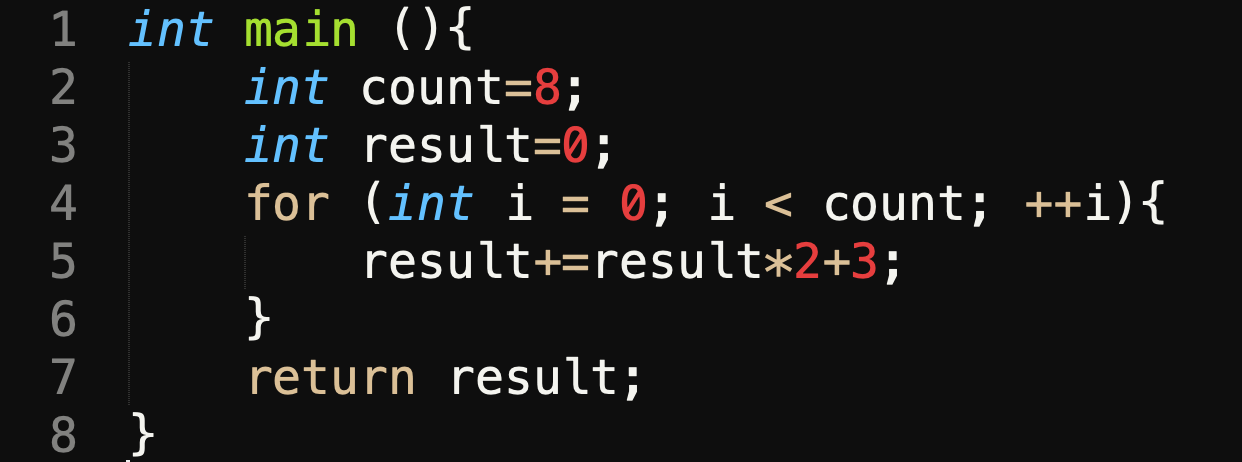 1 int main (){
2     int count=8;
3     int result=0;
4     for (int i = 0; i < count; ++i){
5         result+=result*2+3;
6     }
7     return result;
8 }